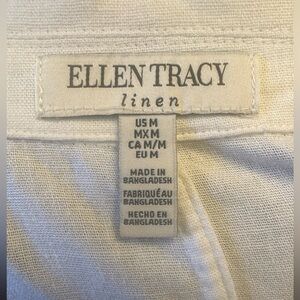 ELLEN TRACY
linen
US M
MX M
CA M/M
EU M
MADE IN
BANGLADESH
FABRIQUÉ AU
BANGLADESH
HECHO EN
BANGLADESH